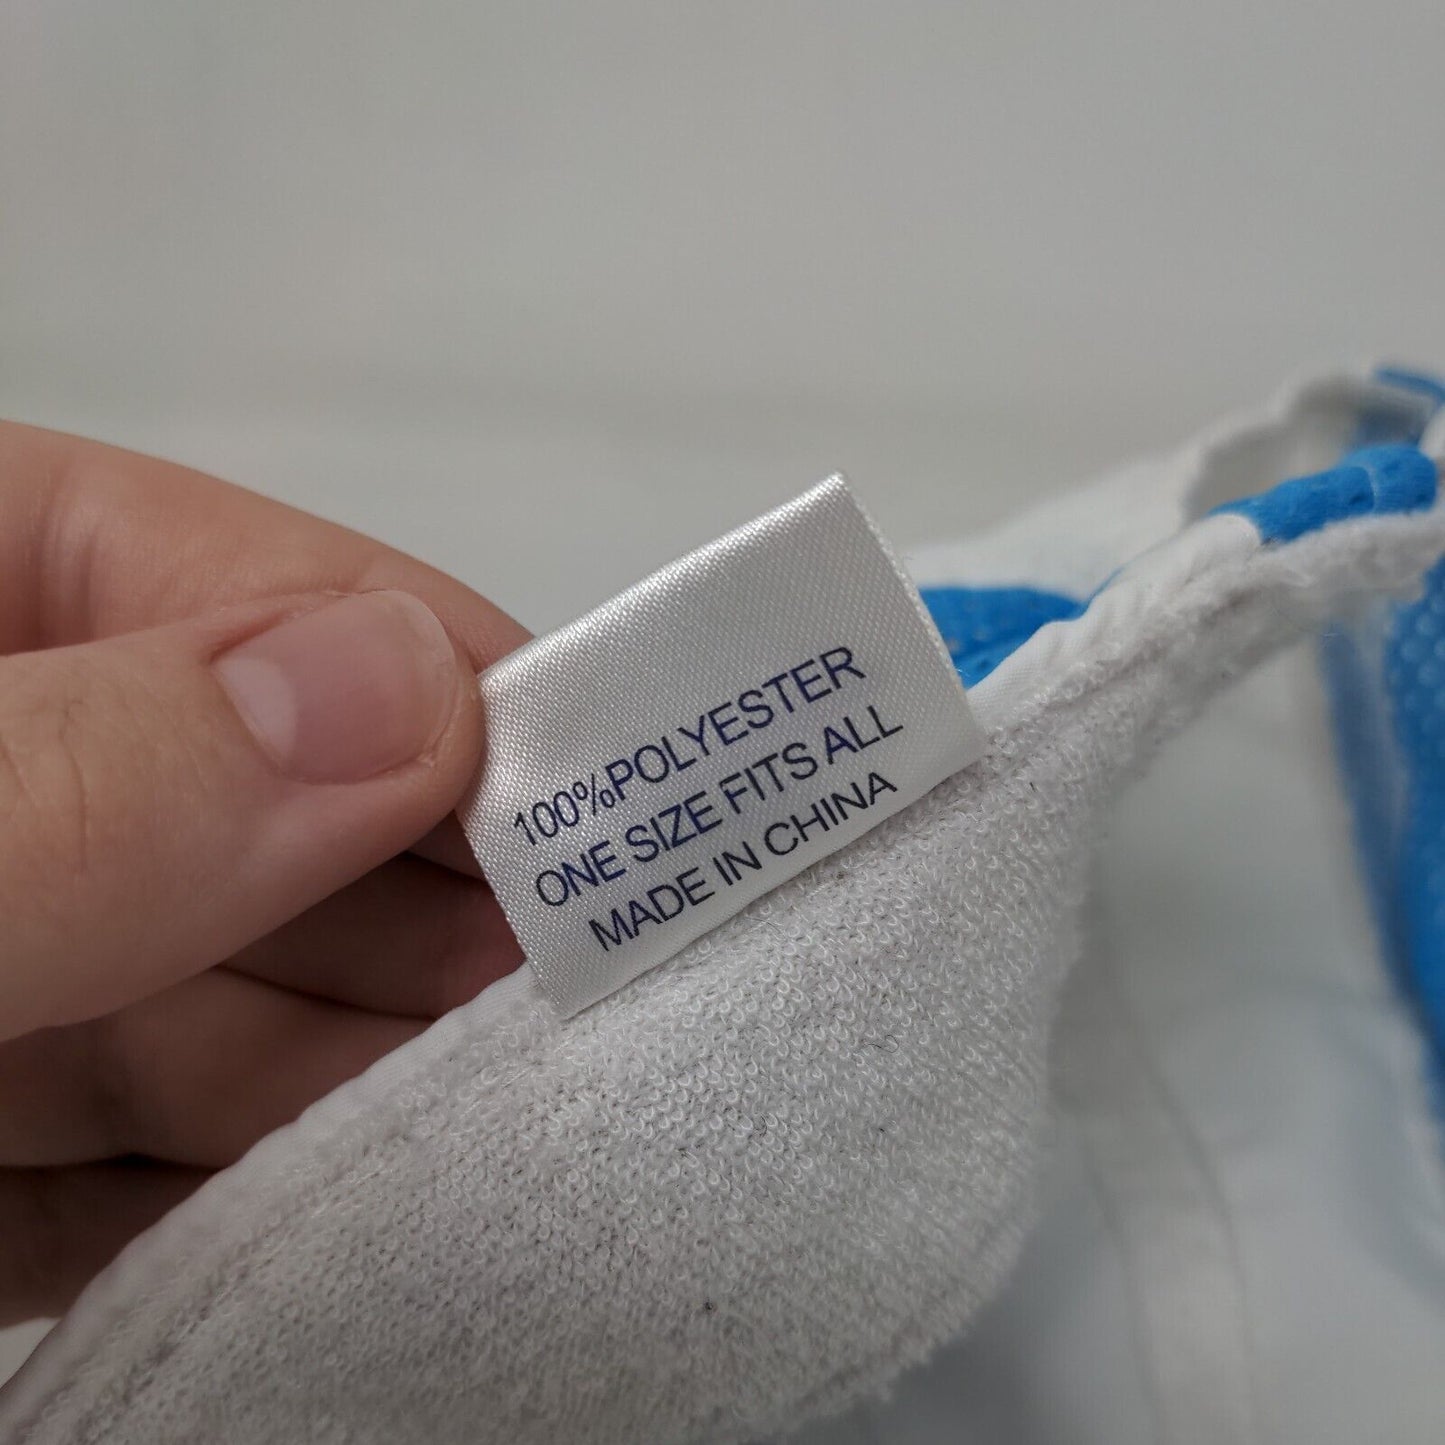 100%POLYESTER
ONE SIZE FITS ALL
MADE IN CHINA